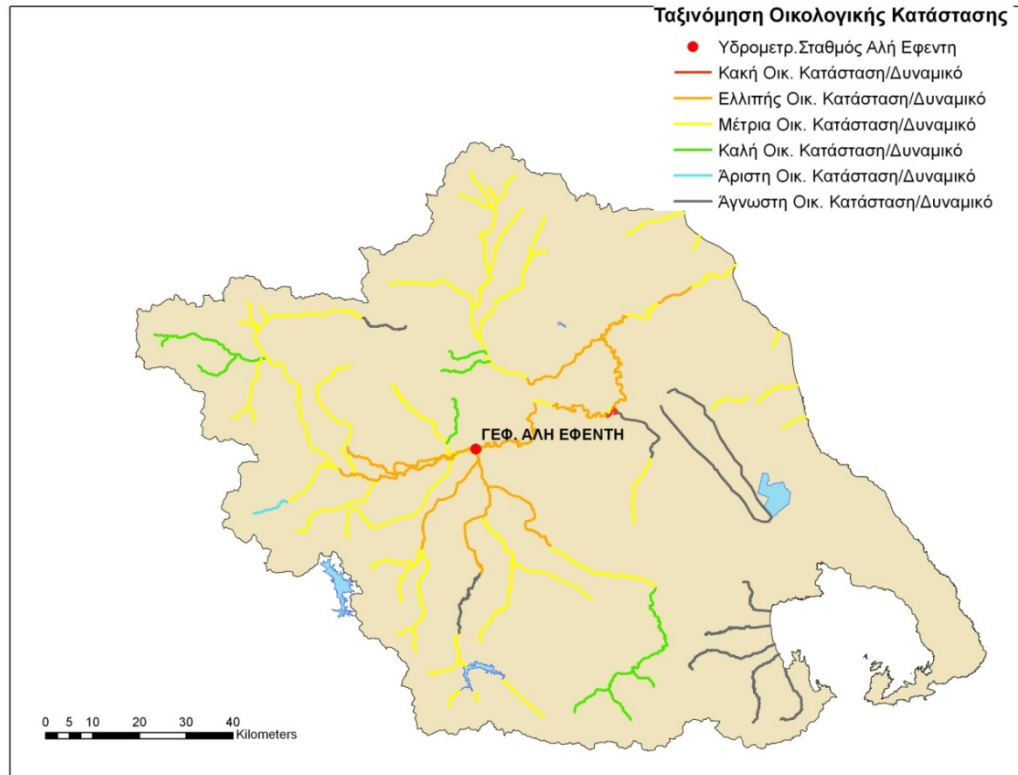 Ταξινόμηση Οικολογικής Κατάστασης
Υδρομετρ.Σταθμός Αλή Εφεντη
Κακή Οικ. Κατάσταση/Δυναμικό
Ελλιπής Οικ. Κατάσταση/Δυναμικό
Μέτρια Οικ. Κατάσταση/Δυναμικό
Καλή Οικ. Κατάσταση/Δυναμικό
Άριστη Οικ. Κατάσταση/Δυναμικό
Άγνωστη Οικ. Κατάσταση/Δυναμικό
ΓΕΦ. ΑΛΗ ΕΦΕΝΤΗ
0 5 10 20 30 40
Kilometers